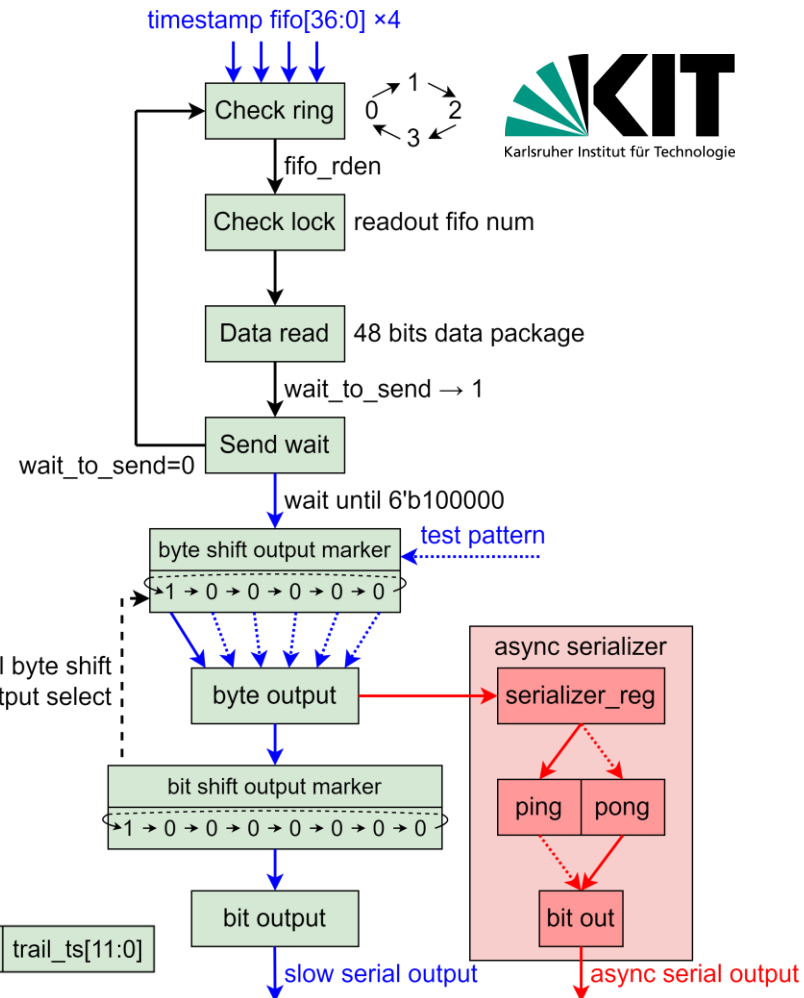 timestamp fifo[36:0] ×4
Check ring
0
1
2
3
KIT
Karlsruher Institut für Technologie
fifo_rden
Check lock
readout fifo num
Data read
48 bits data package
wait_to_send → 1
Send wait
wait_to_send=0
wait until 6'b100000
byte shift output marker
test pattern
1 → 0 → 0 → 0 → 0 → 0
byte shift
select
byte output
async serializer
serializer_reg
bit shift output marker
1 → 0 → 0 → 0 → 0 → 0 → 0 → 0
ping
pong
bit output
bit out
trail_ts[11:0]
slow serial output
async serial output